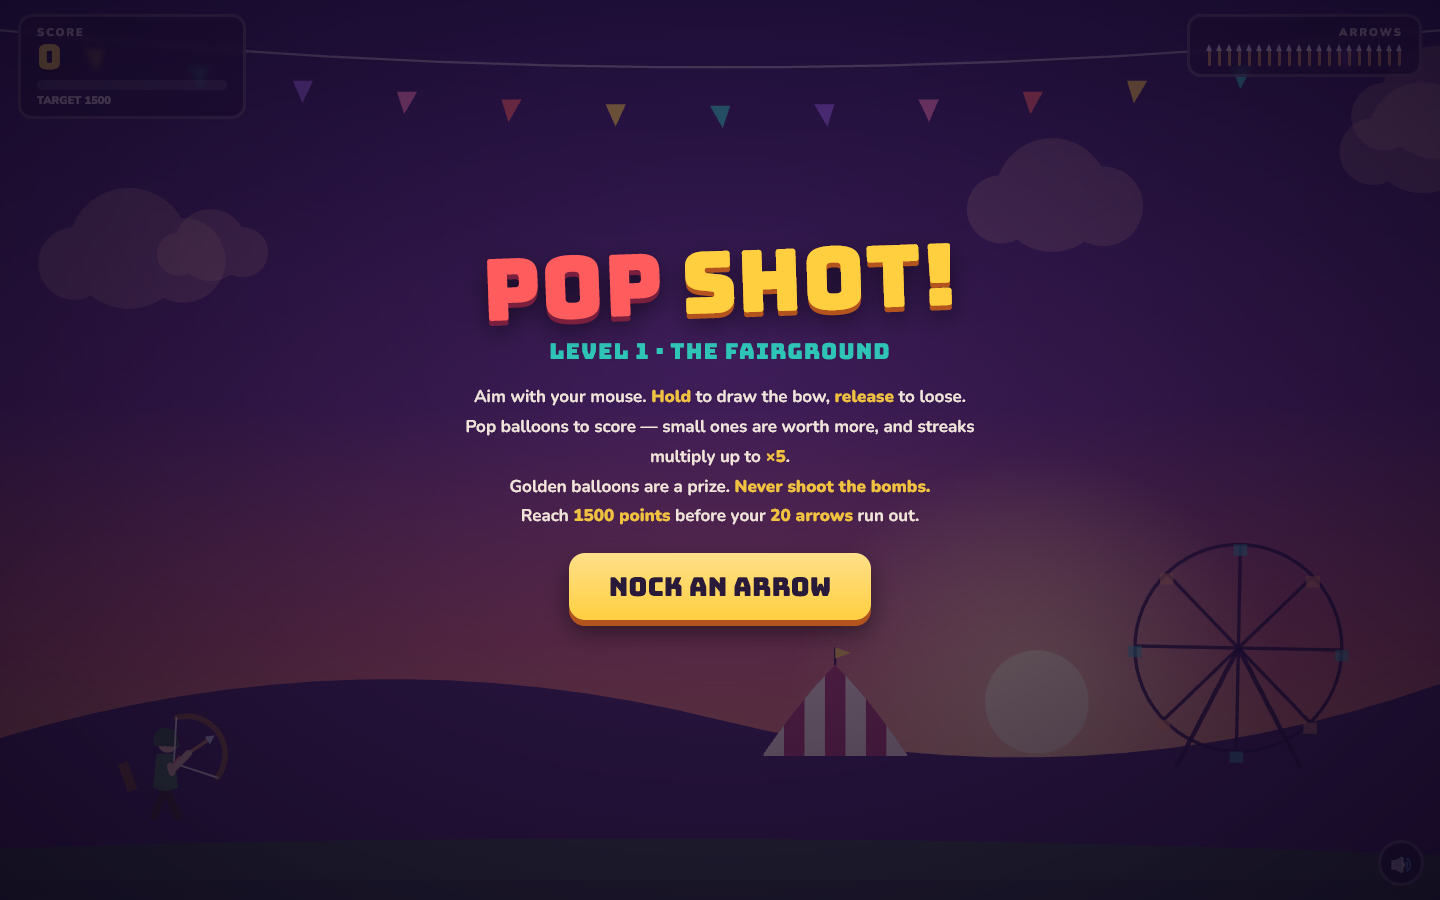 SCORE
0
TARGET 1500
ARROWS
POP SHOT!
LEVEL 1 • THE FAIRGROUND
Aim with your mouse. Hold to draw the bow, release to loose.
Pop balloons to score — small ones are worth more, and streaks
multiply up to ×5.
Golden balloons are a prize. Never shoot the bombs.
Reach 1500 points before your 20 arrows run out.
NOCK AN ARROW